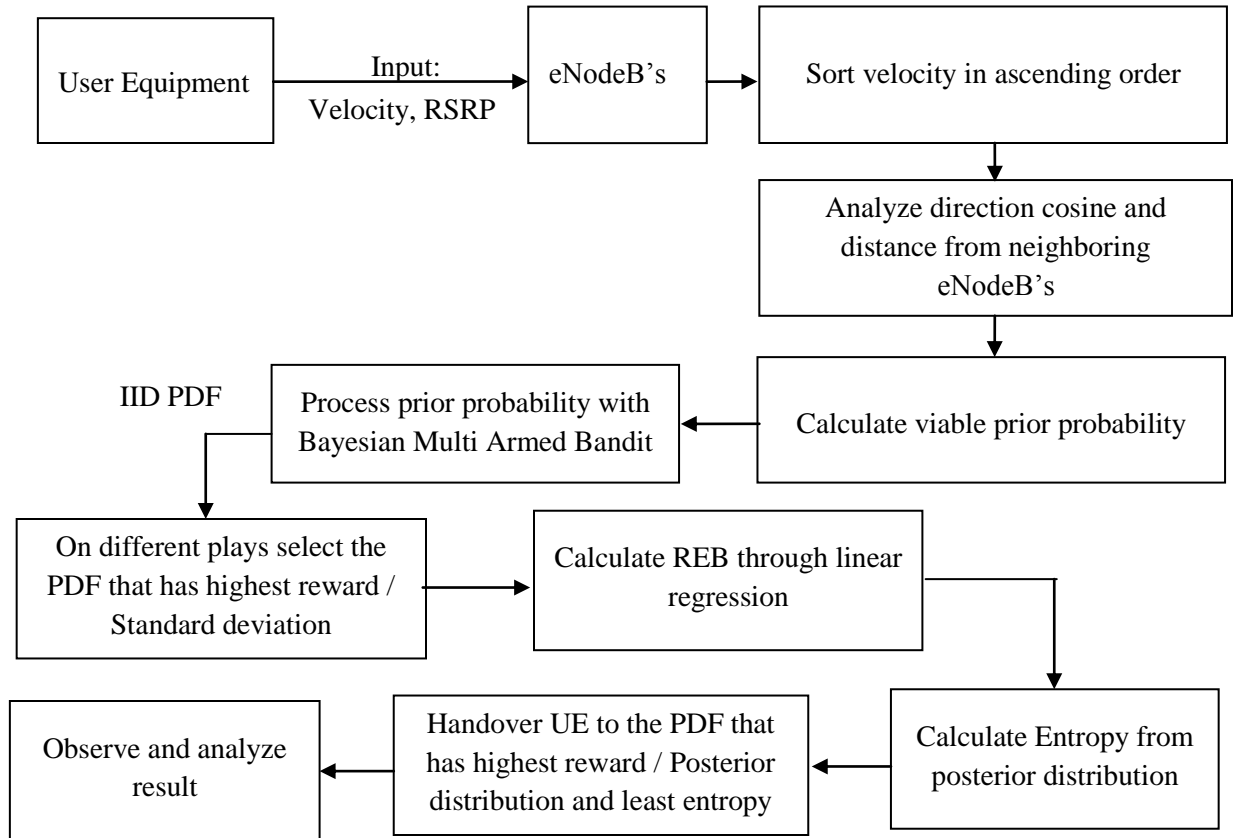 User Equipment
Input:
Velocity, RSRP
eNodeB’s
Sort velocity in ascending order
Analyze direction cosine and
distance from neighboring
eNodeB’s
Calculate viable prior probability
Process prior probability with
Bayesian Multi Armed Bandit
IID PDF
On different plays select the
PDF that has highest reward /
Standard deviation
Calculate REB through linear
regression
Calculate Entropy from
posterior distribution
Handover UE to the PDF that
has highest reward / Posterior
distribution and least entropy
Observe and analyze
result